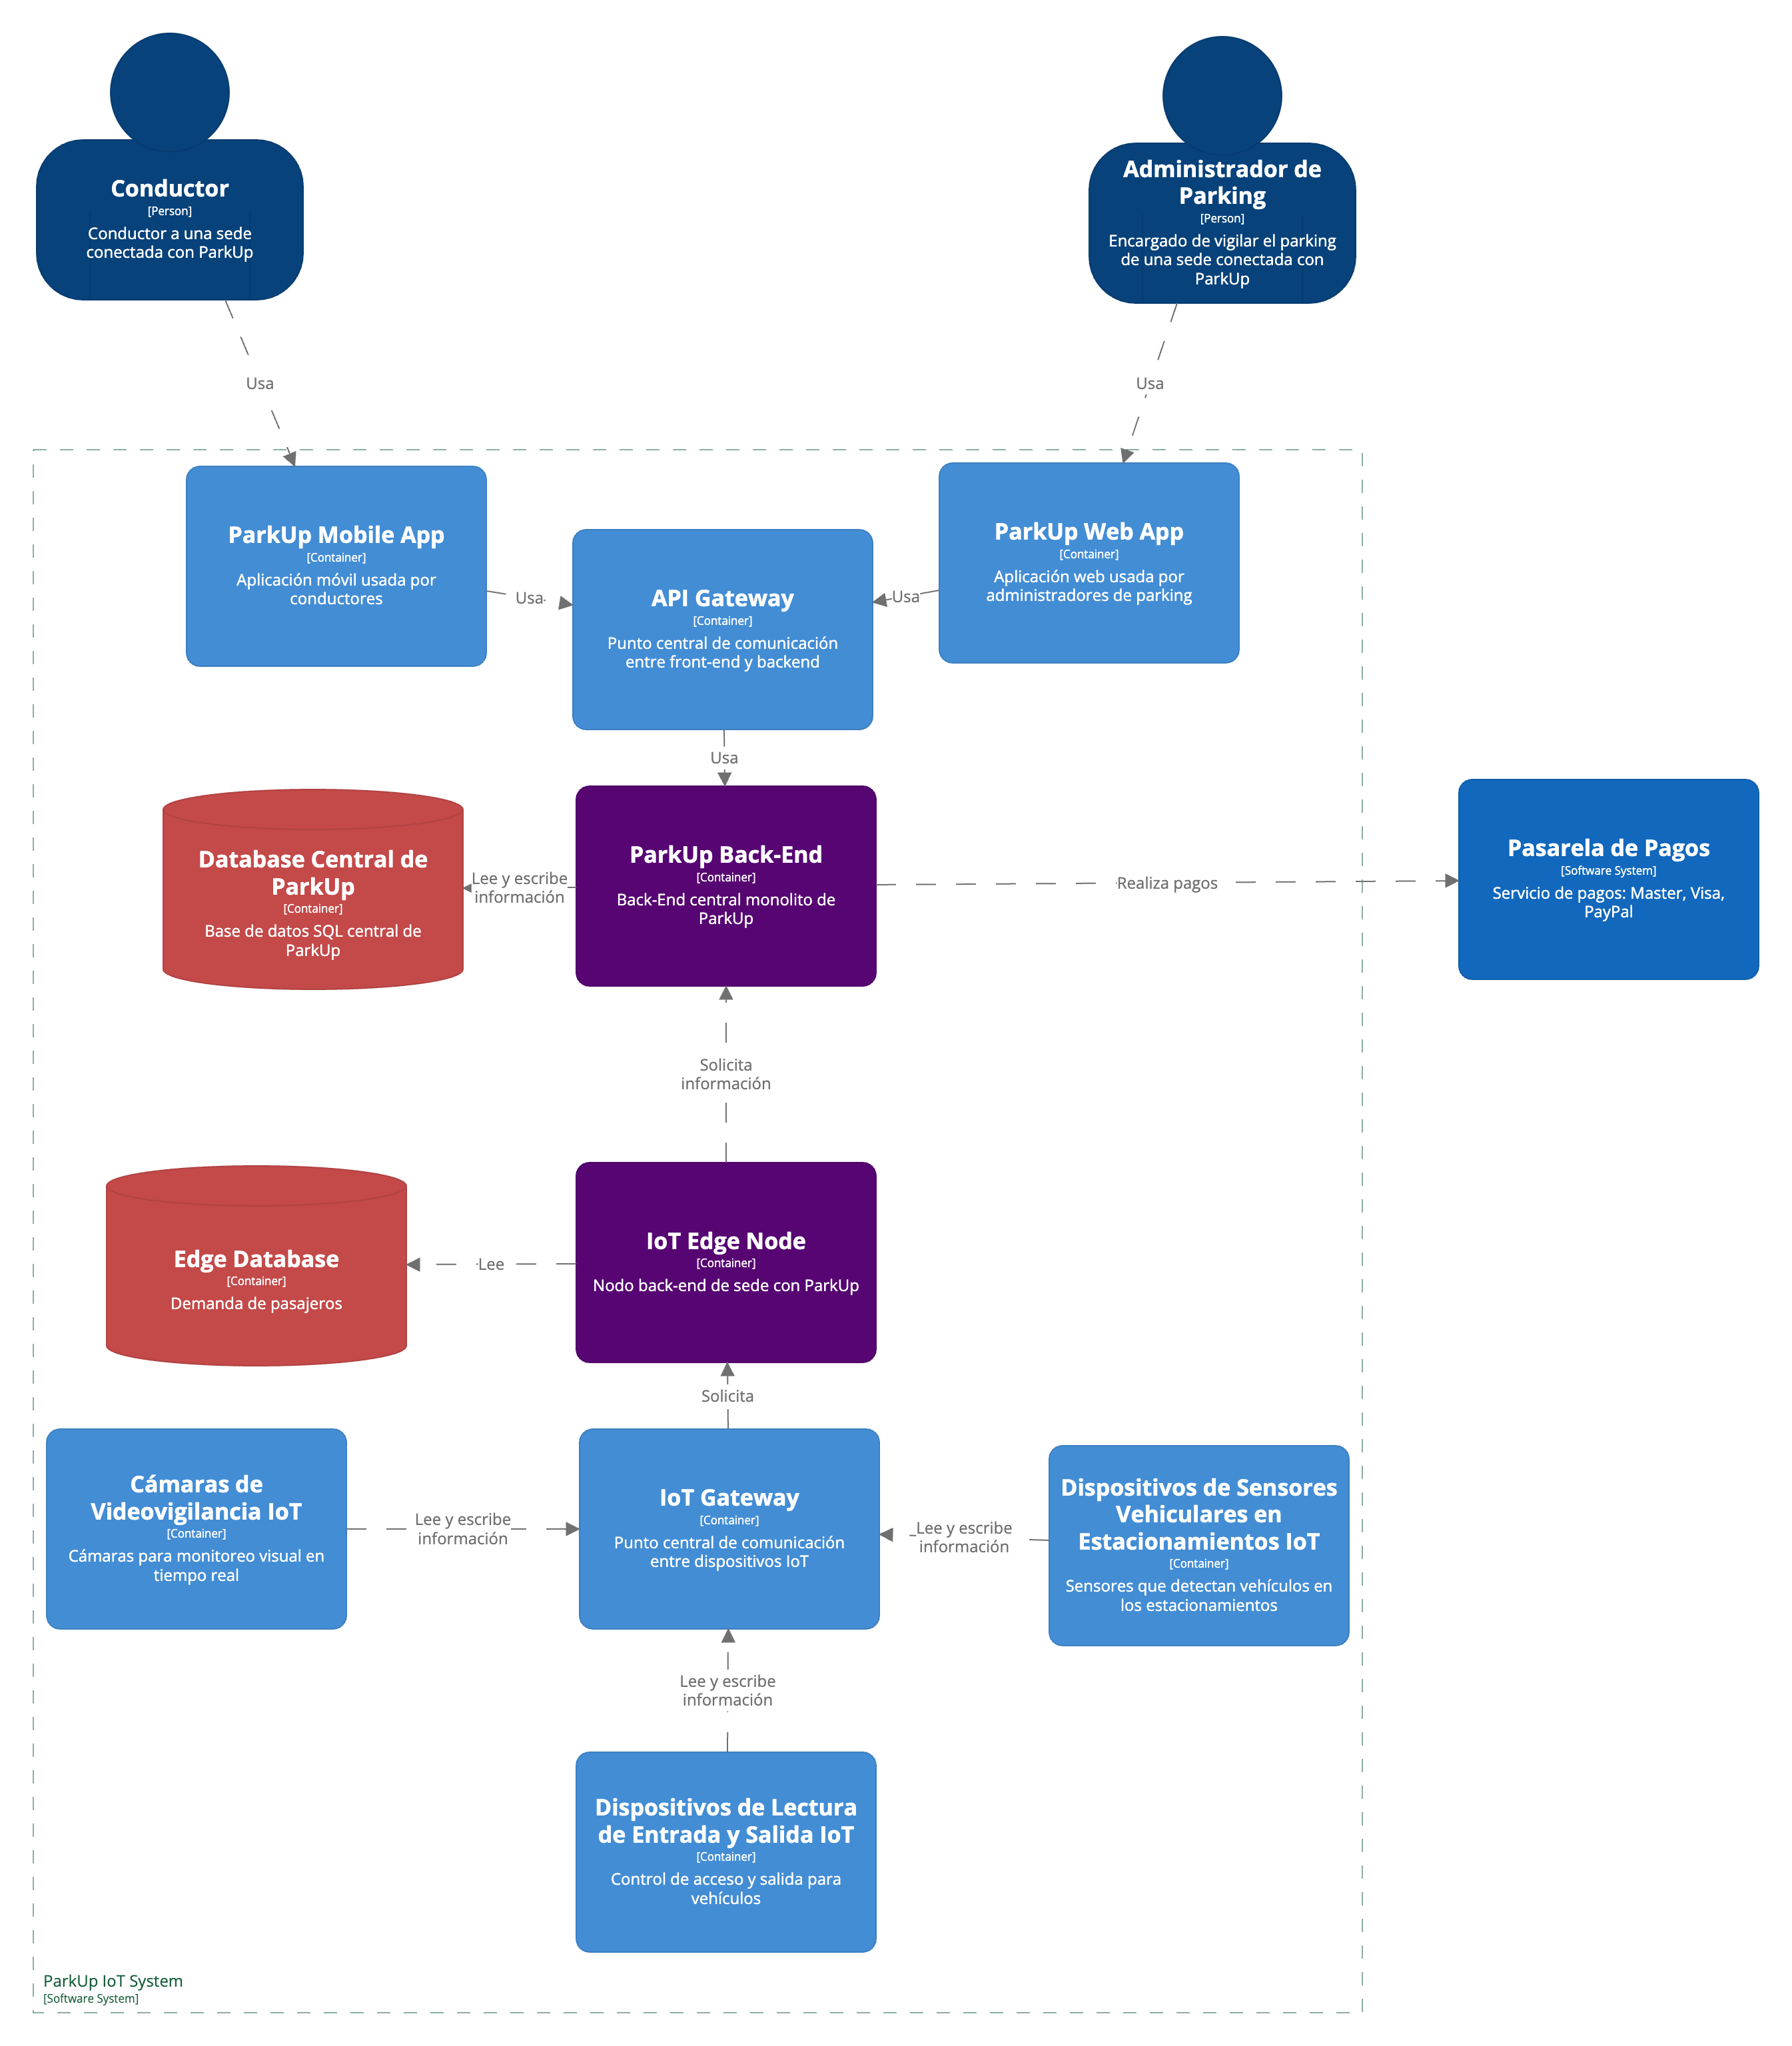 Conductor
[Person]
Conductor a una sede
conectada con ParkUp
Administrador de
Parking
[Person]
Encargado de vigilar el parking
de una sede conectada con
ParkUp
Usa
Usa
ParkUp Mobile App
[Container]
Aplicación móvil usada por
conductores
Usa
API Gateway
[Container]
Punto central de comunicación
entre front-end y backend
Usa
ParkUp Web App
[Container]
Aplicación web usada por
administradores de parking
Usa
Database Central de
ParkUp
[Container]
Base de datos SQL central de
ParkUp
Lee y escribe
información
ParkUp Back-End
[Container]
Back-End central monolito de
ParkUp
Realiza pagos
Pasarela de Pagos
[Software System]
Servicio de pagos: Master, Visa,
PayPal
Solicita
información
Edge Database
[Container]
Demanda de pasajeros
Lee
IoT Edge Node
[Container]
Nodo back-end de sede con ParkUp
Solicita
Cámaras de
Videovigilancia IoT
[Container]
Cámaras para monitoreo visual en
tiempo real
Lee y escribe
información
IoT Gateway
[Container]
Punto central de comunicación
entre dispositivos IoT
Lee y escribe
información
Dispositivos de Sensores
Vehiculares en
Estacionamientos IoT
[Container]
Sensores que detectan vehículos en
los estacionamientos
Lee y escribe
información
Dispositivos de Lectura
de Entrada y Salida IoT
[Container]
Control de acceso y salida para
vehículos
ParkUp IoT System
[Software System]